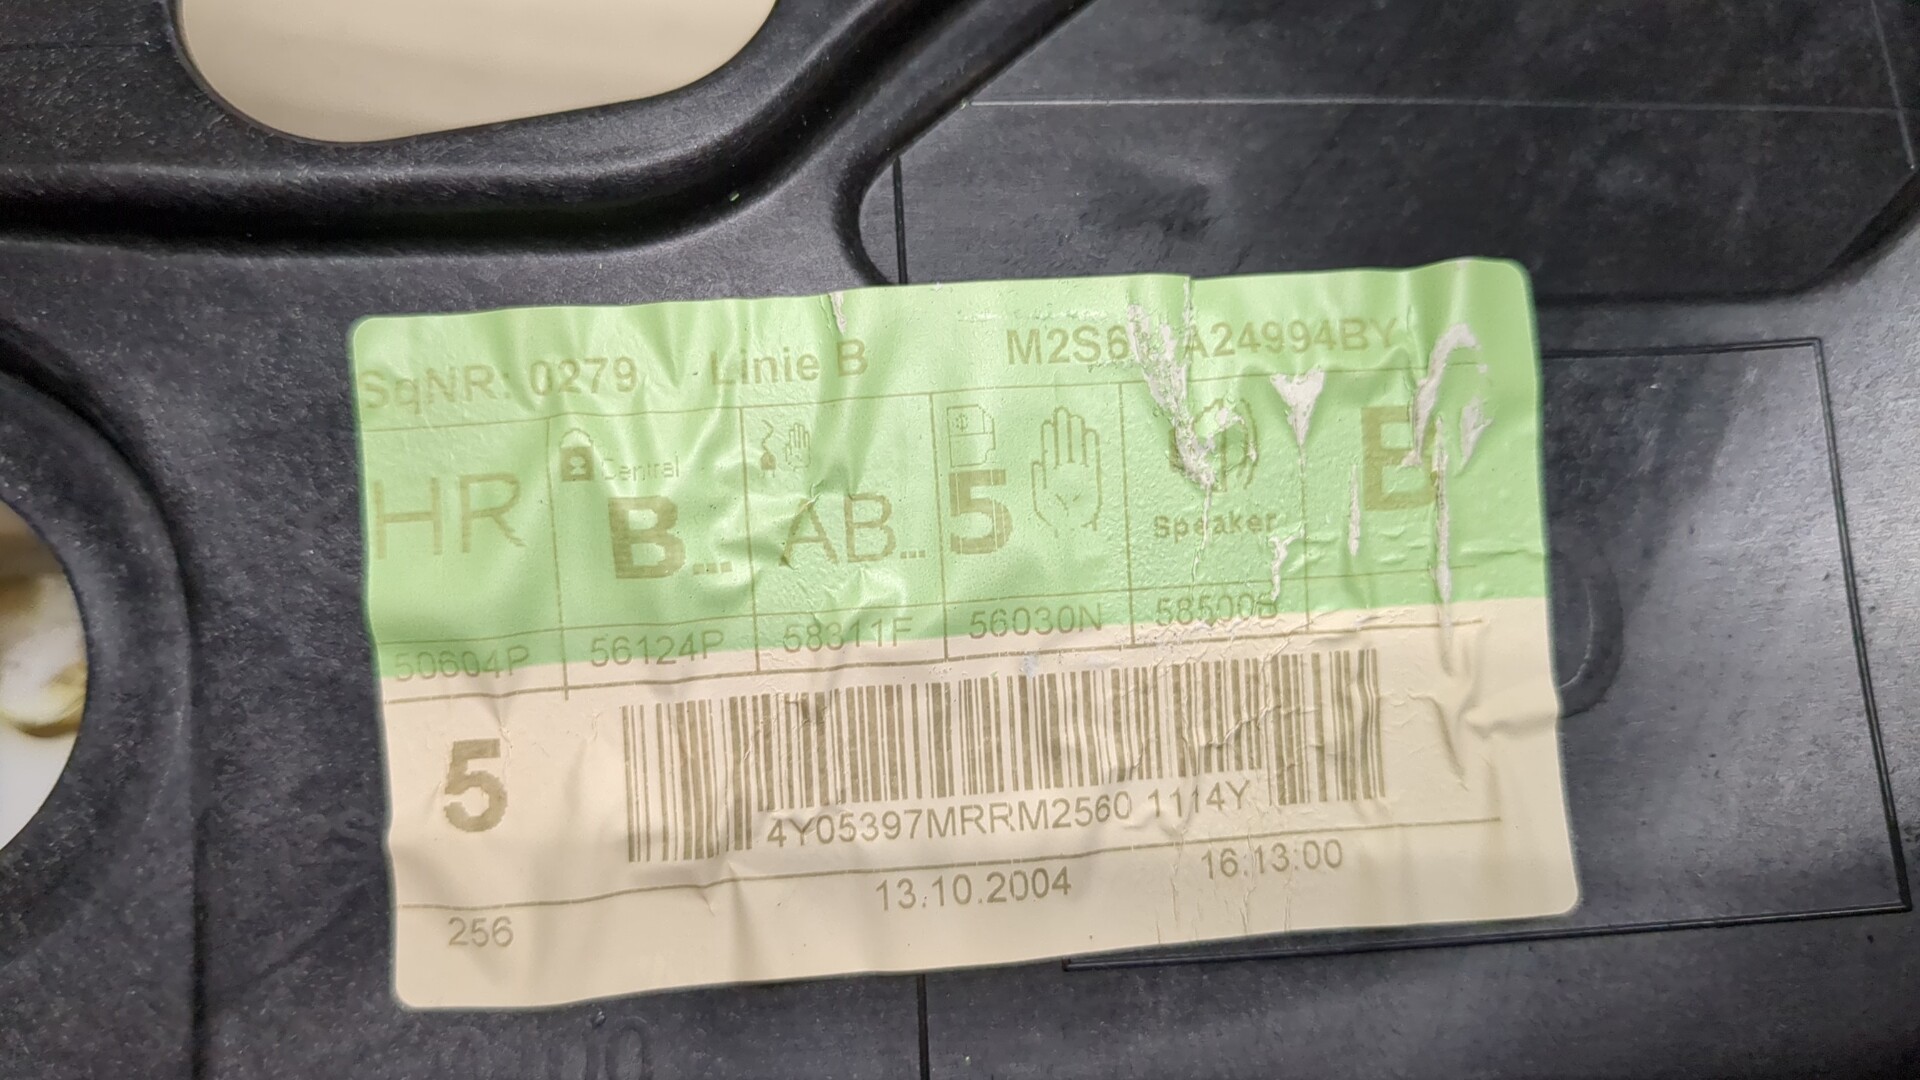 SqNR: 0279 Linie B A24994BY
Central
HR B... AB... 5 B
Speaker
50604P 56124P 58311F 56030N 58500B
5
4Y05397MRRM2560 1114Y
13.10.2004 16:13:00
256